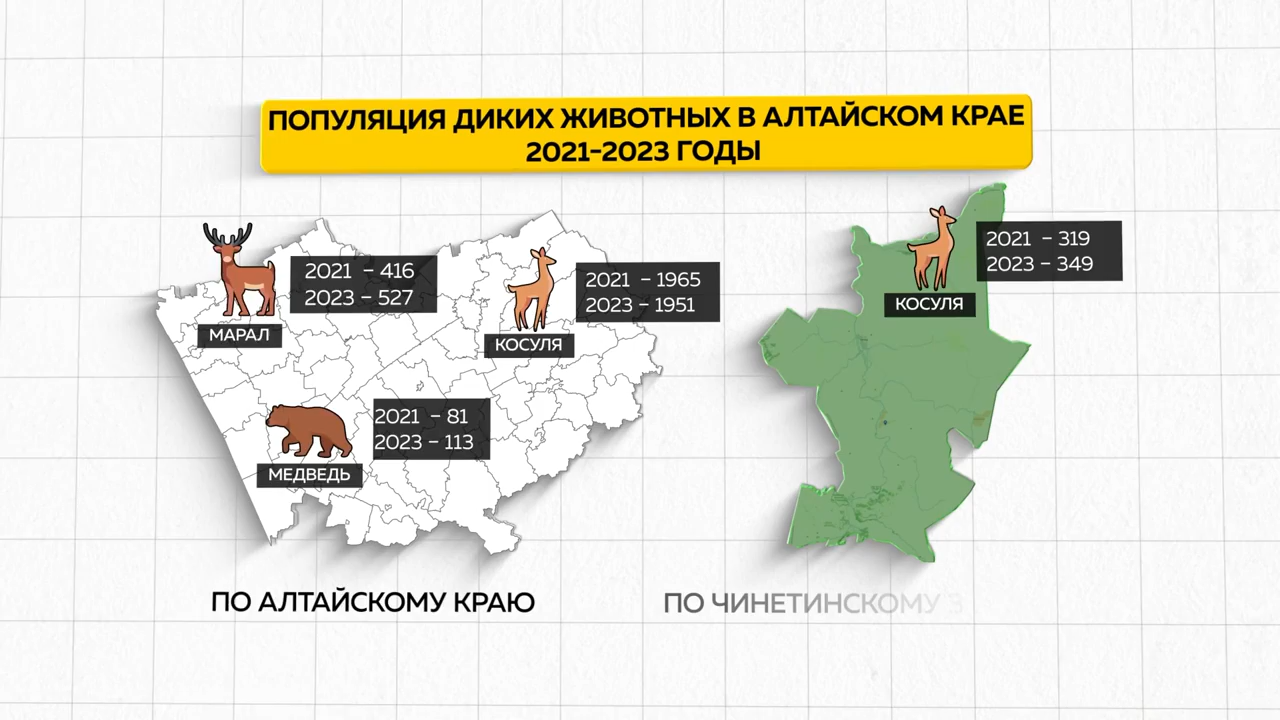 ПОПУЛЯЦИЯ ДИКИХ ЖИВОТНЫХ В АЛТАЙСКОМ КРАЕ
2021-2023 ГОДЫ
2021 – 416
2023 – 527
МАРАЛ
2021 – 1965
2023 – 1951
КОСУЛЯ
2021 – 81
2023 – 113
МЕДВЕДЬ
ПО АЛТАЙСКОМУ КРАЮ
2021 – 319
2023 – 349
КОСУЛЯ
ПО ЧИНЕТИНСКОМУ